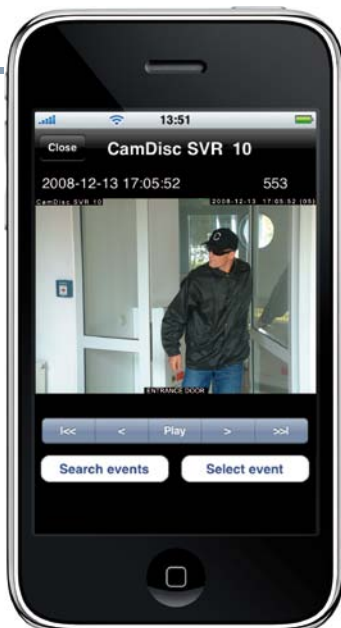 13:51
Close CamDisc SVR 10
2008-12-13 17:05:52 553
CamDisc SVR 10 2008-12-13 17:05:52 (05)
ENTRANCE DOOR
I<< < Play > >>I
Search events Select event